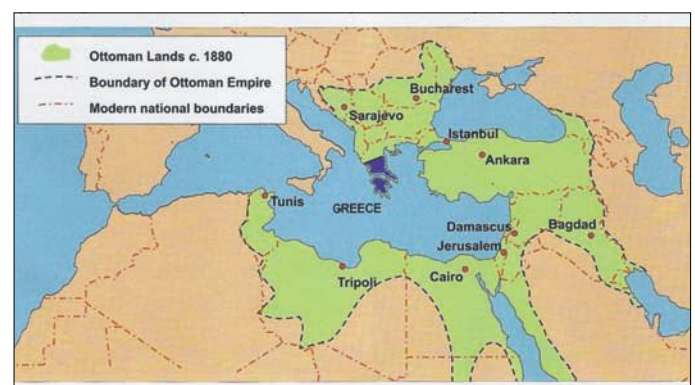 Ottoman Lands c. 1880
Boundary of Ottoman Empire
Modern national boundaries
Bucharest
Sarajevo
Istanbul
Ankara
Tunis
GREECE
Damascus
Bagdad
Jerusalem
Tripoli
Cairo